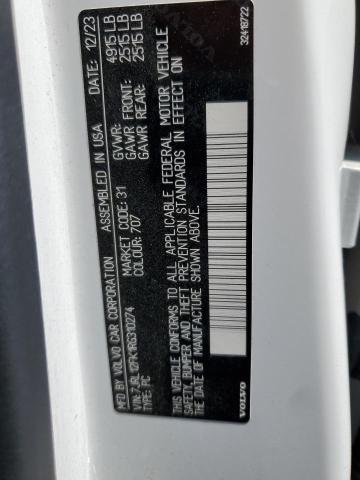 MFD BY VOLVO CAR CORPORATION ASSEMBLED IN USA DATE: 12/23
VIN: 7JRL12FK1RG310274 MARKET CODE: 31 GVWR: 4915 LB
TYPE: PC COLOUR: 707 GAWR FRONT: 2515 LB
GAWR REAR: 2515 LB
THIS VEHICLE CONFORMS TO ALL APPLICABLE FEDERAL MOTOR VEHICLE
SAFETY, BUMPER AND THEFT PREVENTION STANDARDS IN EFFECT ON
THE DATE OF MANUFACTURE SHOWN ABOVE.
VOLVO 32418722